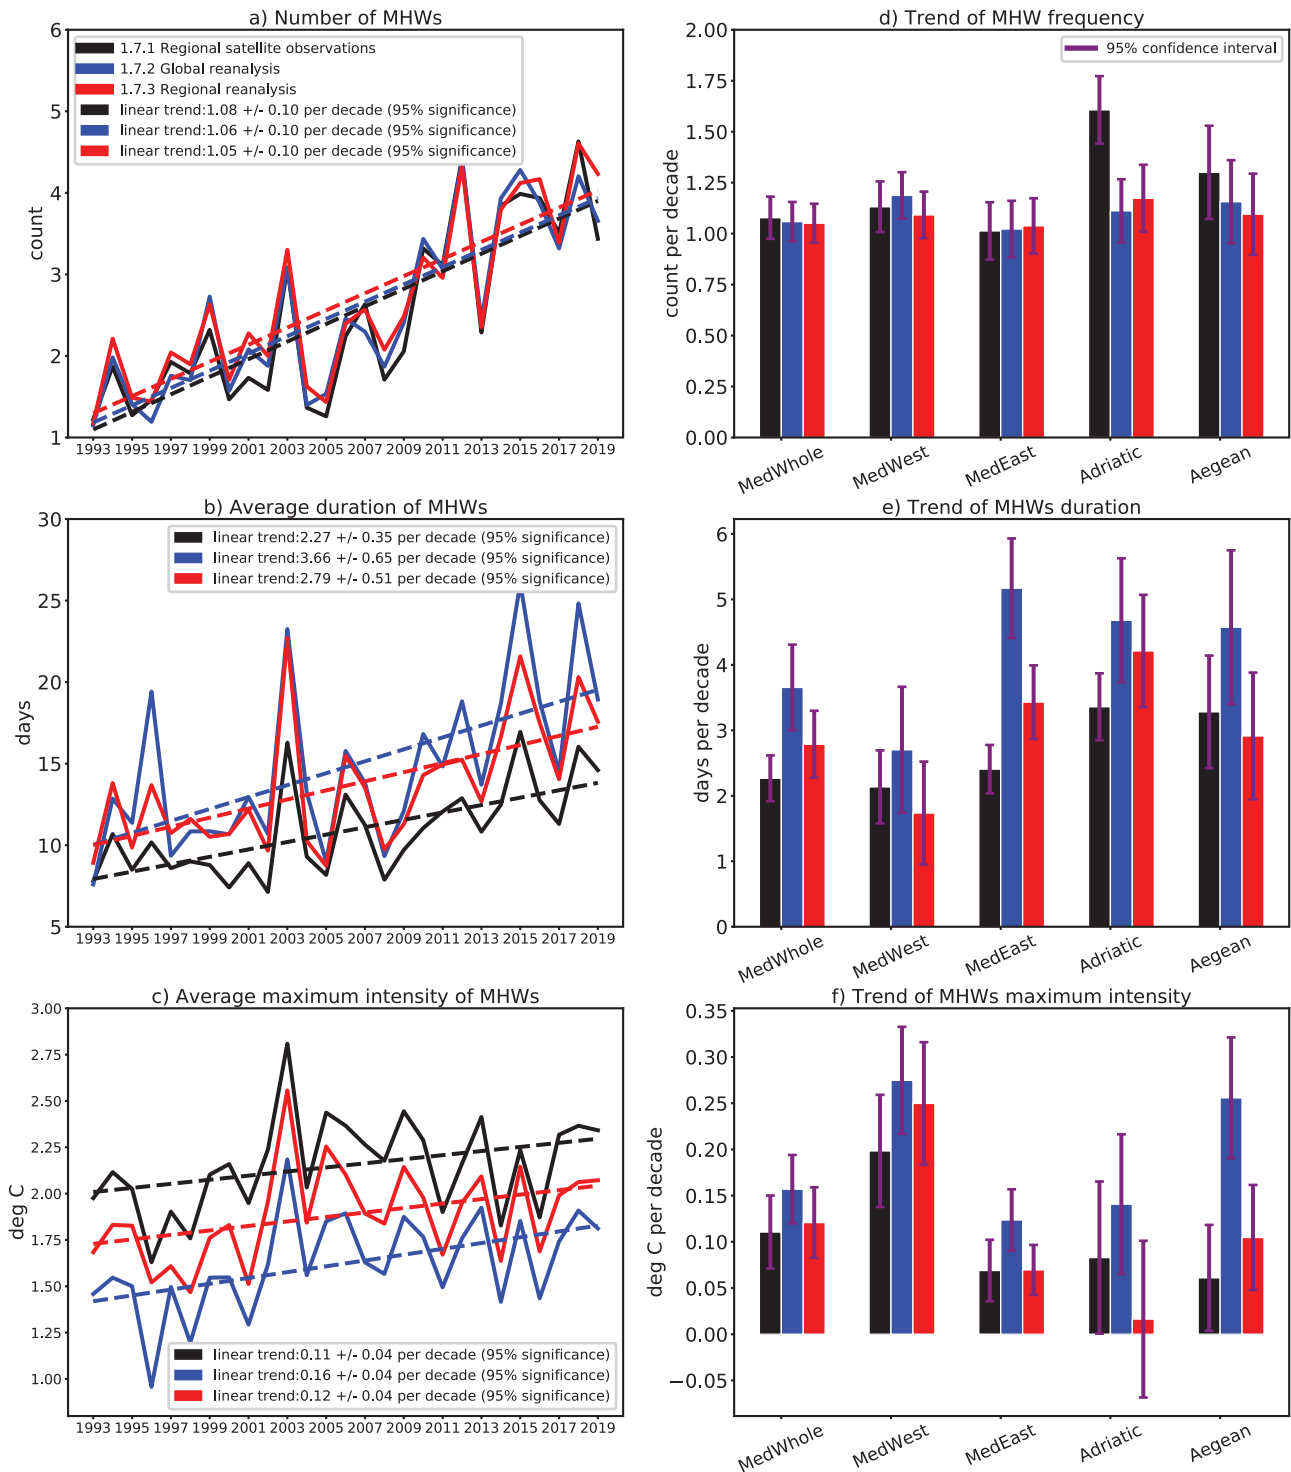 a) Number of MHWs
6
5
4
3
2
1
count
1.7.1 Regional satellite observations
1.7.2 Global reanalysis
1.7.3 Regional reanalysis
linear trend:1.08 +/- 0.10 per decade (95% significance)
linear trend:1.06 +/- 0.10 per decade (95% significance)
linear trend:1.05 +/- 0.10 per decade (95% significance)
1993 1995 1997 1999 2001 2003 2005 2007 2009 2011 2013 2015 2017 2019
d) Trend of MHW frequency
2.00
1.75
1.50
1.25
1.00
0.75
0.50
0.25
0.00
count per decade
95% confidence interval
MedWhole MedWest MedEast Adriatic Aegean
b) Average duration of MHWs
30
25
20
15
10
5
days
linear trend:2.27 +/- 0.35 per decade (95% significance)
linear trend:3.66 +/- 0.65 per decade (95% significance)
linear trend:2.79 +/- 0.51 per decade (95% significance)
1993 1995 1997 1999 2001 2003 2005 2007 2009 2011 2013 2015 2017 2019
e) Trend of MHWs duration
6
5
4
3
2
1
0
days per decade
MedWhole MedWest MedEast Adriatic Aegean
c) Average maximum intensity of MHWs
3.00
2.75
2.50
2.25
2.00
1.75
1.50
1.25
1.00
deg C
linear trend:0.11 +/- 0.04 per decade (95% significance)
linear trend:0.16 +/- 0.04 per decade (95% significance)
linear trend:0.12 +/- 0.04 per decade (95% significance)
1993 1995 1997 1999 2001 2003 2005 2007 2009 2011 2013 2015 2017 2019
f) Trend of MHWs maximum intensity
0.35
0.30
0.25
0.20
0.15
0.10
0.05
0.00
−0.05
deg C per decade
MedWhole MedWest MedEast Adriatic Aegean